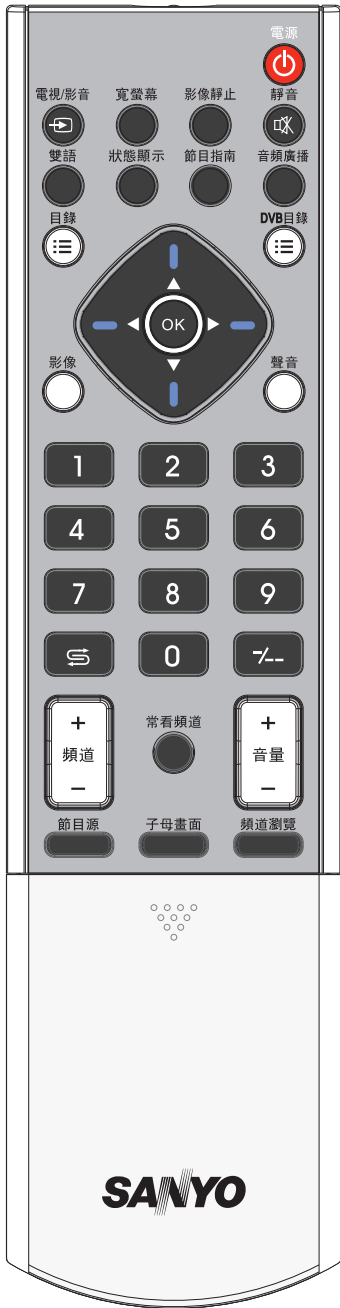 電源
電視/影音 寬螢幕 影像靜止 靜音
雙語 狀態顯示 節目指南 音頻廣播
目錄 DVB目錄
OK
影像 聲音
1 2 3
4 5 6
7 8 9
0 -/--
+ 常看頻道 +
頻道 音量
− −
節目源 子母畫面 頻道瀏覽
SANYO